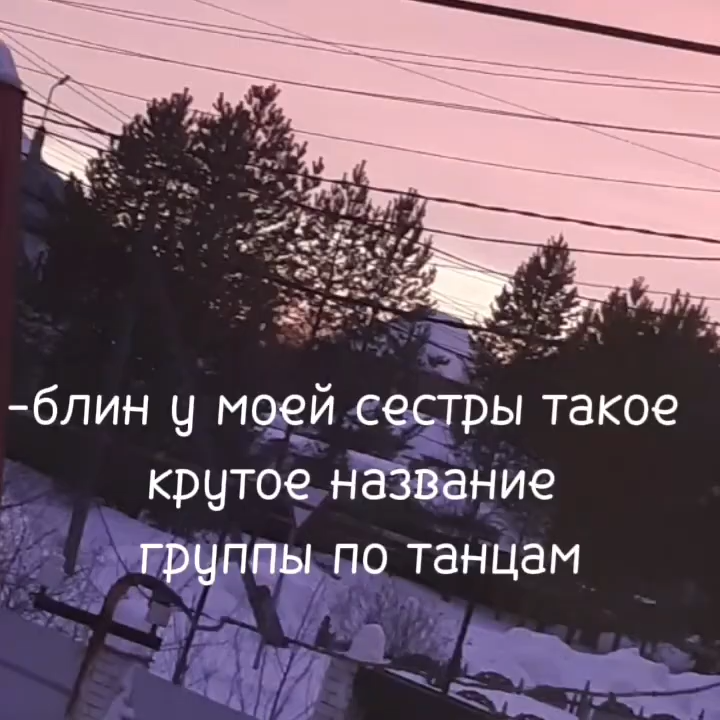 -блин у моей сестры такое
крутое название
группы по танцам